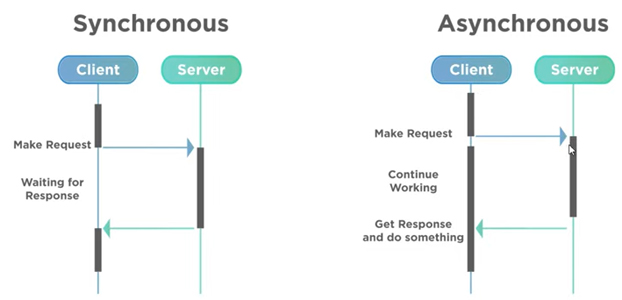 Synchronous
Client
Server
Make Request
Waiting for
Response
Asynchronous
Client
Server
Make Request
Continue
Working
Get Response
and do something